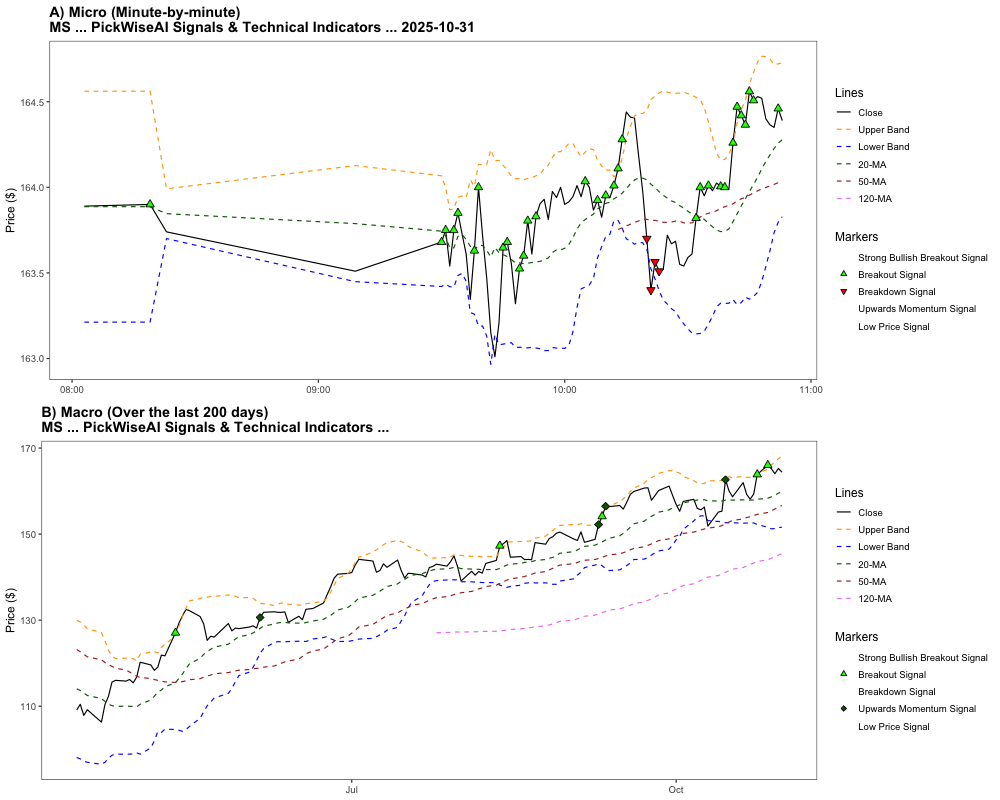 A) Micro (Minute-by-minute)
MS ... PickWiseAI Signals & Technical Indicators ... 2025-10-31
Price ($)
164.5
164.0
163.5
163.0
08:00
09:00
10:00
11:00
Lines
Close
Upper Band
Lower Band
20-MA
50-MA
120-MA
Markers
Strong Bullish Breakout Signal
Breakout Signal
Breakdown Signal
Upwards Momentum Signal
Low Price Signal
B) Macro (Over the last 200 days)
MS ... PickWiseAI Signals & Technical Indicators ...
Price ($)
170
150
130
110
Jul
Oct
Lines
Close
Upper Band
Lower Band
20-MA
50-MA
120-MA
Markers
Strong Bullish Breakout Signal
Breakout Signal
Breakdown Signal
Upwards Momentum Signal
Low Price Signal